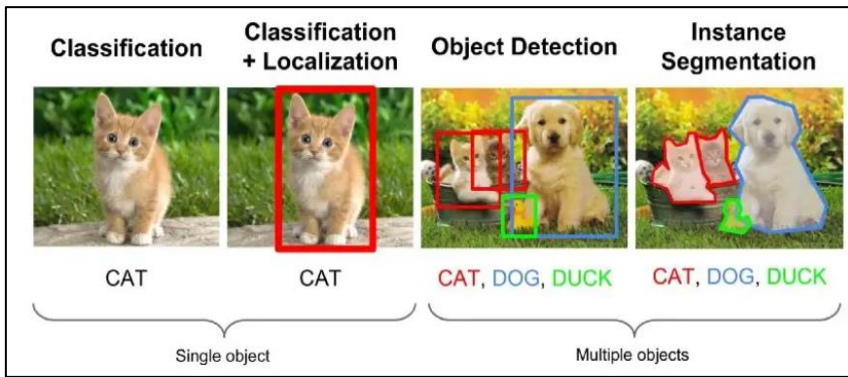 Classification
Classification
+ Localization
Object Detection
Instance
Segmentation
CAT
CAT
CAT, DOG, DUCK
CAT, DOG, DUCK
Single object
Multiple objects